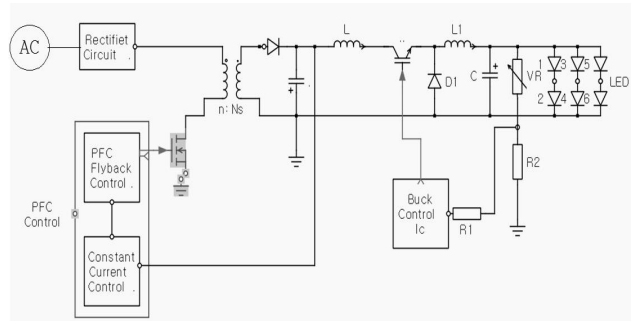 AC
Rectifiet
Circuit .
n: Ns
L
..
L1
D1
C
VR
1
3
5
2
4
6
LED
R2
R1
Buck
Control
Ic
PFC
Flyback
Control .
PFC
Control
Constant
Current
Control .